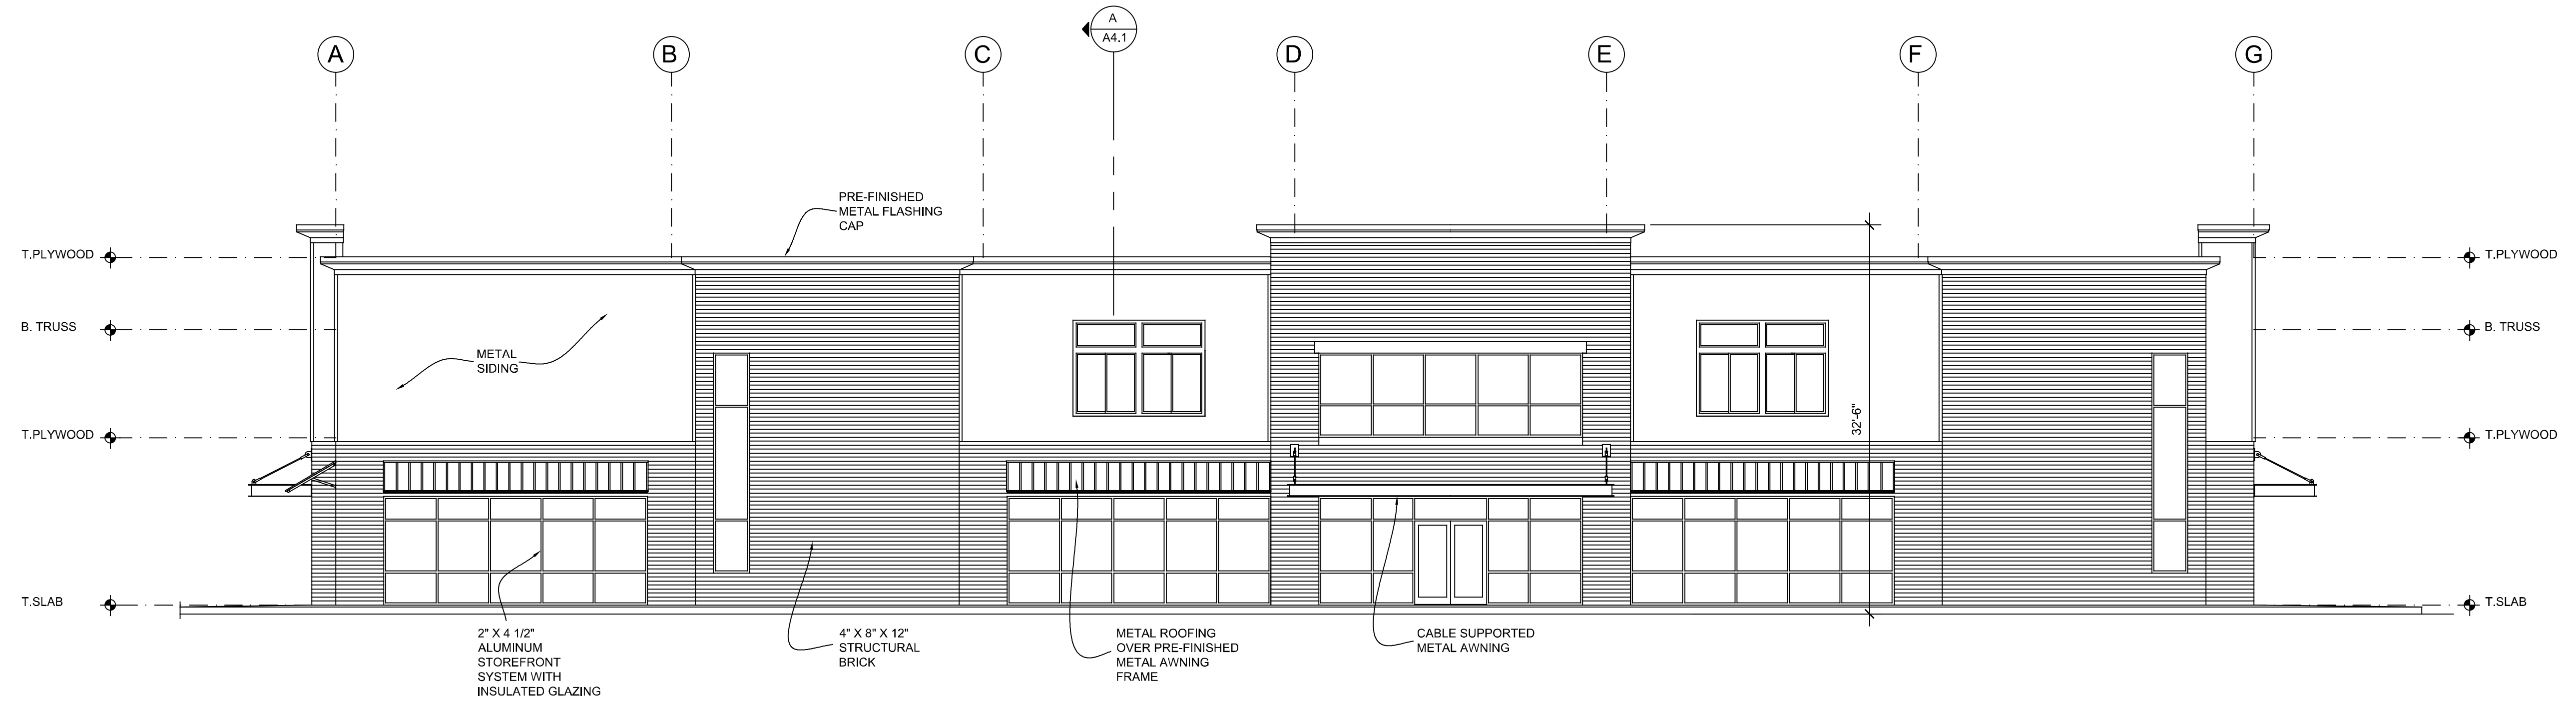 A
A4.1
A
B
C
D
E
F
G
PRE-FINISHED
METAL FLASHING
CAP
T.PLYWOOD
T.PLYWOOD
B. TRUSS
B. TRUSS
METAL
SIDING
32'-6"
T.PLYWOOD
T.PLYWOOD
T.SLAB
T.SLAB
2" X 4 1/2"
ALUMINUM
STOREFRONT
SYSTEM WITH
INSULATED GLAZING
4" X 8" X 12"
STRUCTURAL
BRICK
METAL ROOFING
OVER PRE-FINISHED
METAL AWNING
FRAME
CABLE SUPPORTED
METAL AWNING